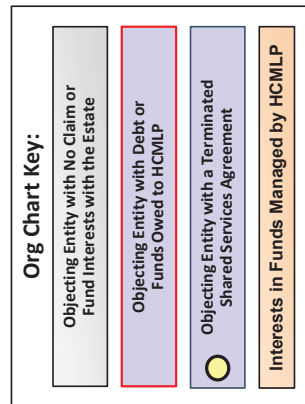 Org Chart Key:
Objecting Entity with No Claim or
Fund Interests with the Estate
Objecting Entity with Debt or
Funds Owed to HCMLP
Objecting Entity with a Terminated
Shared Services Agreement
Interests in Funds Managed by HCMLP